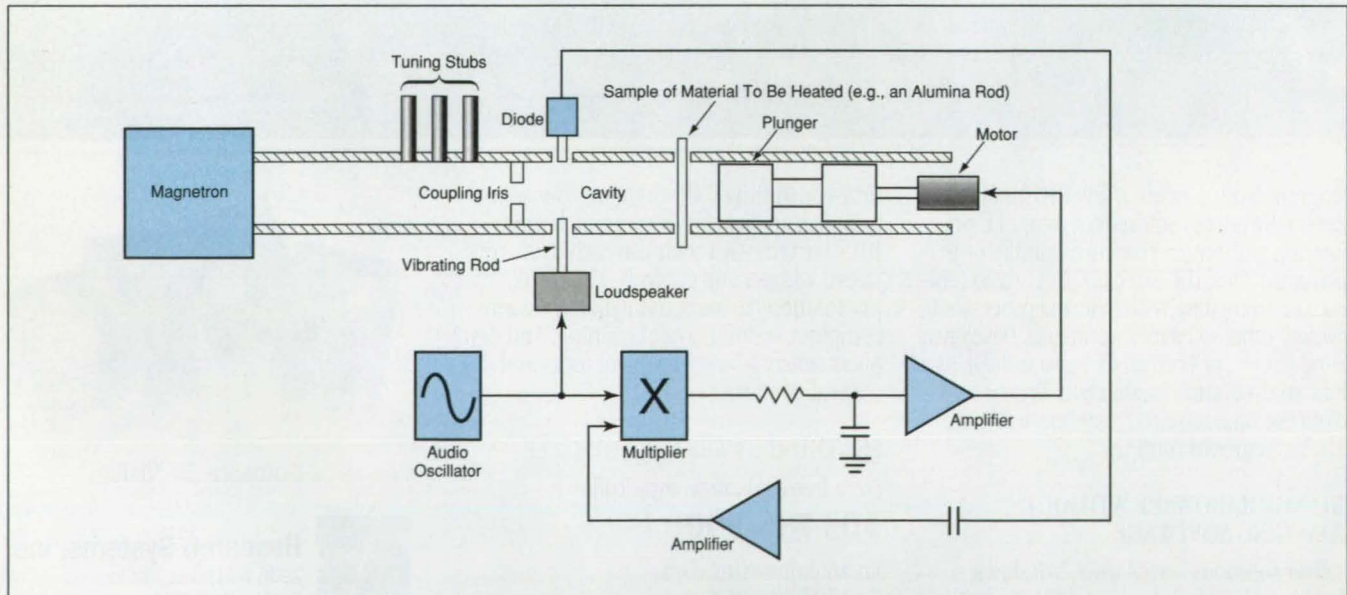 Tuning Stubs
Sample of Material To Be Heated (e.g., an Alumina Rod)
Diode
Plunger
Motor
Magnetron
Coupling Iris
Cavity
Vibrating Rod
Loudspeaker
X
Amplifier
Audio
Oscillator
Multiplier
Amplifier